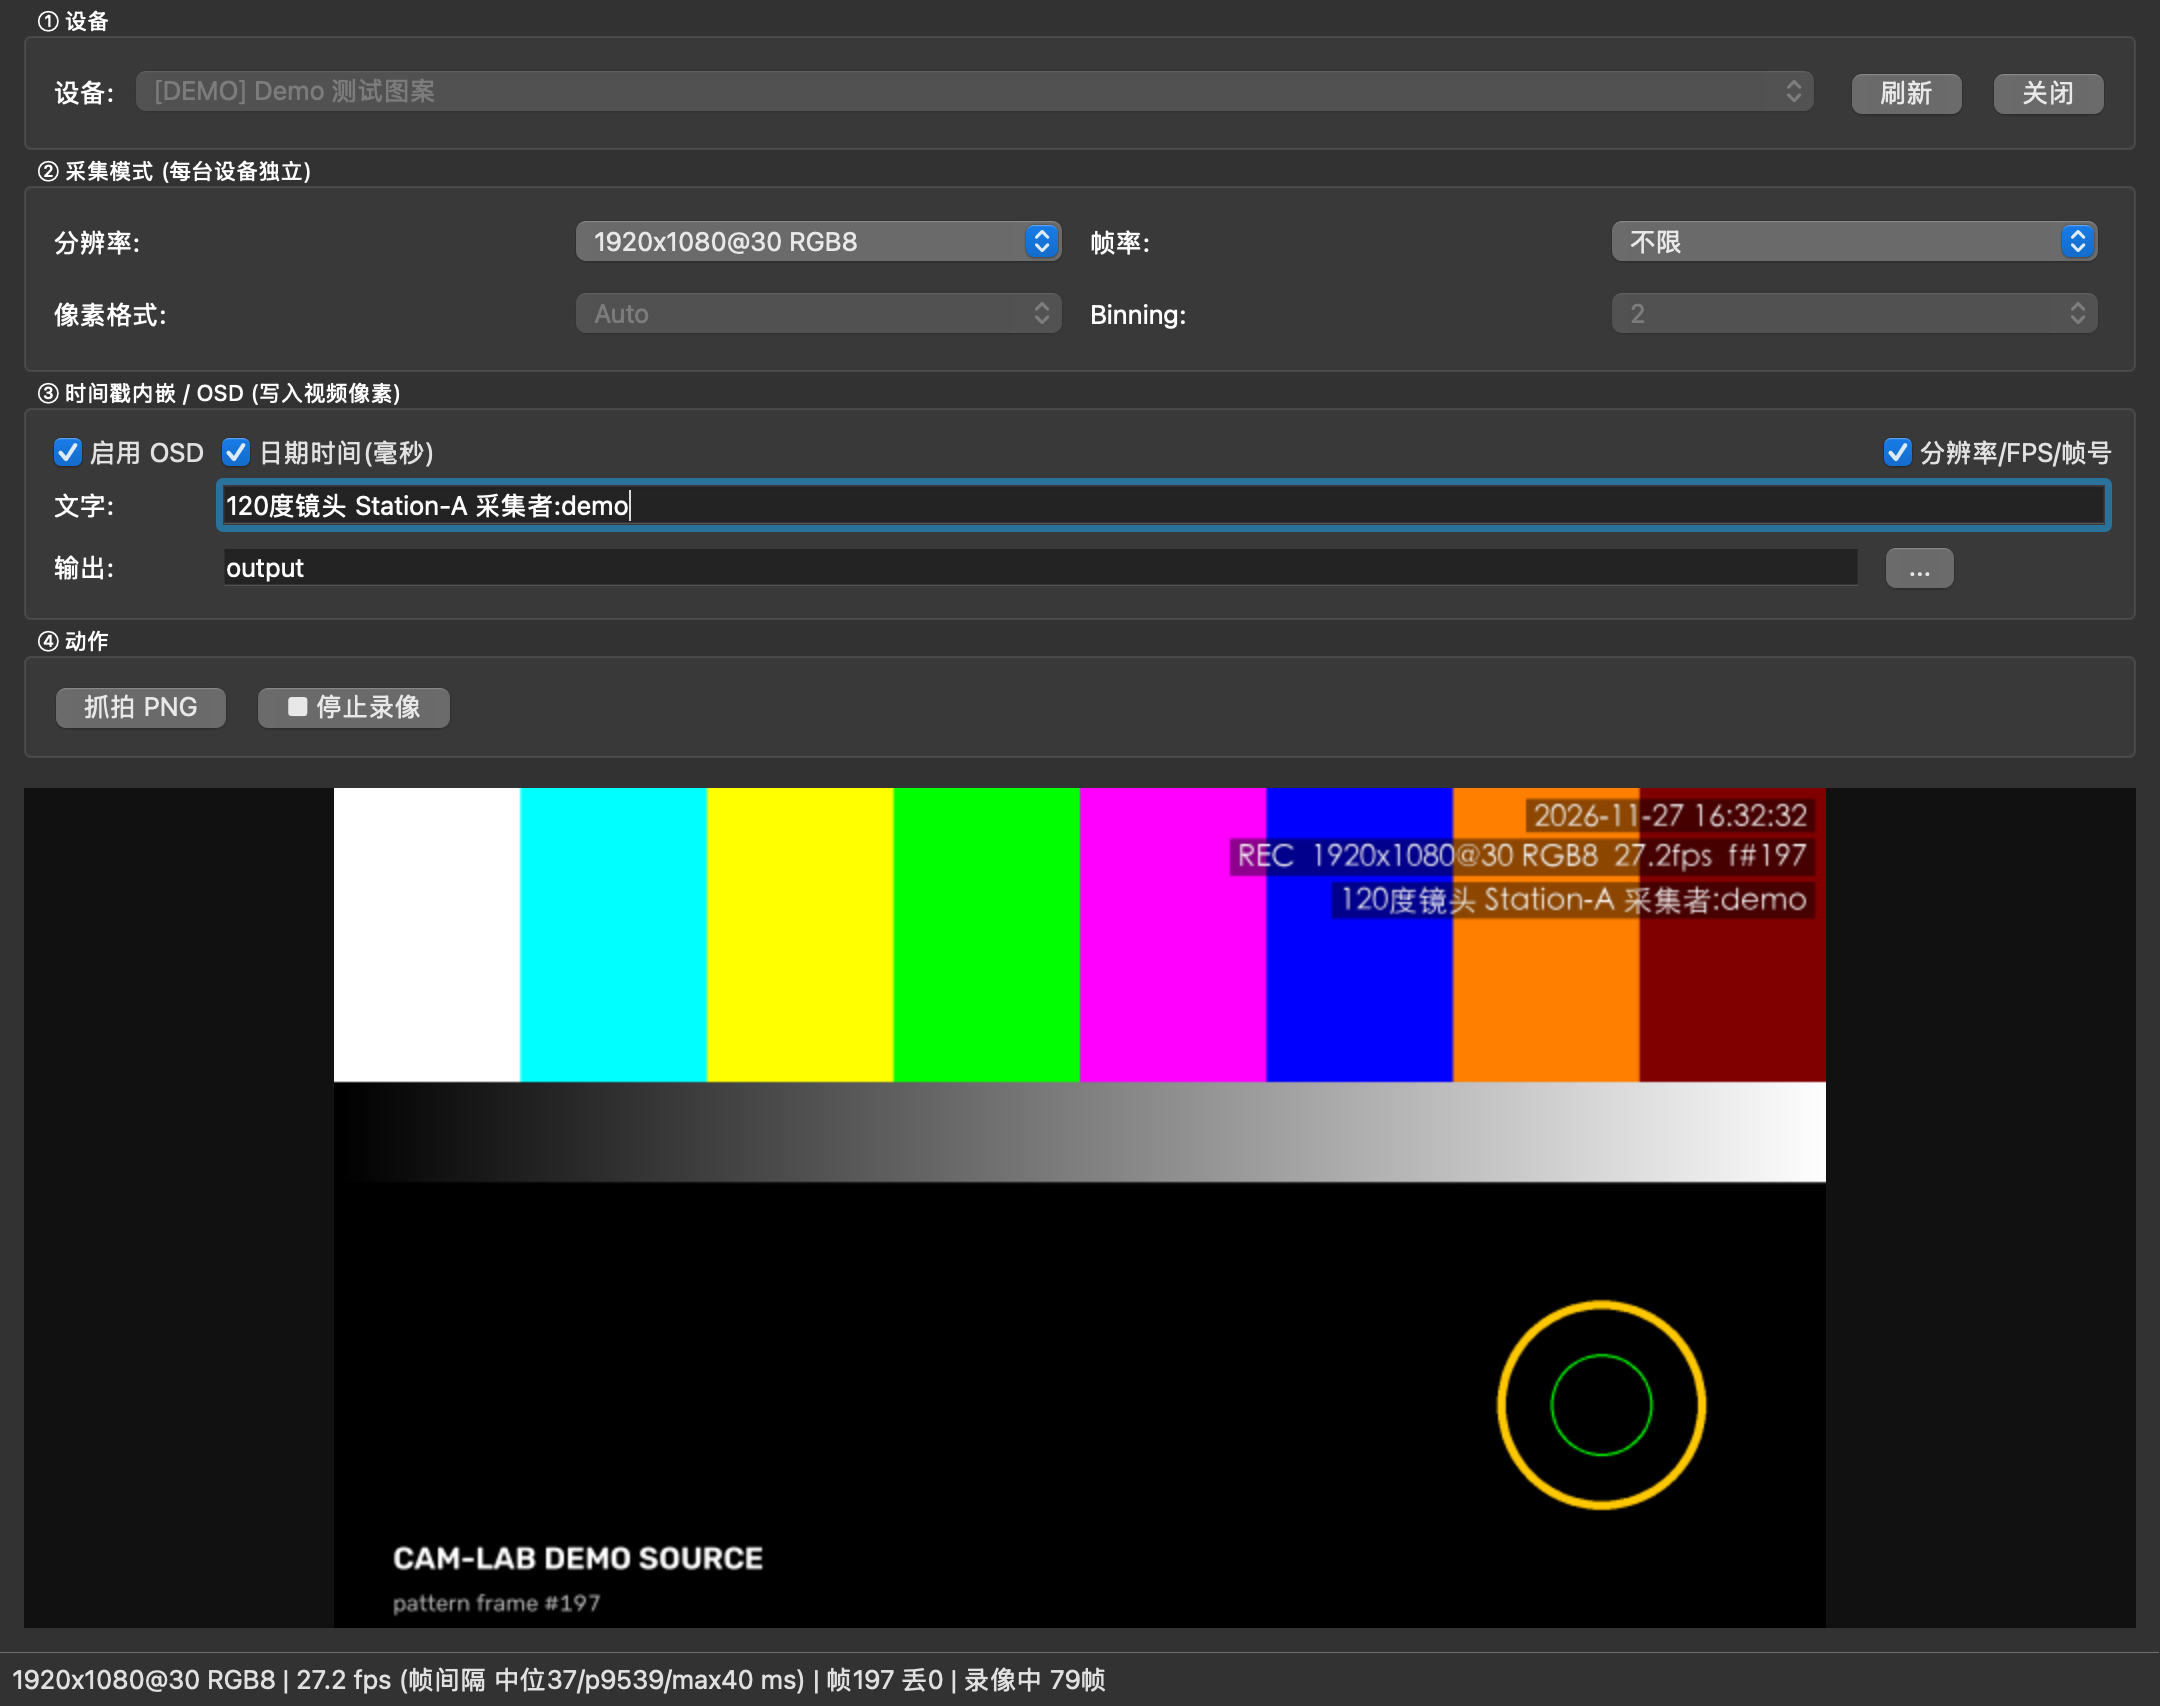 ① 设备
设备: [DEMO] Demo 测试图案 刷新 关闭
② 采集模式 (每台设备独立)
分辨率: 1920x1080@30 RGB8 帧率: 不限
像素格式: Auto Binning: 2
③ 时间戳内嵌 / OSD (写入视频像素)
启用 OSD 日期时间(毫秒) 分辨率/FPS/帧号
文字: 120度镜头 Station-A 采集者:demo
输出: output ...
④ 动作
抓拍 PNG 停止录像
2026-11-27 16:32:32
REC 1920x1080@30 RGB8 27.2fps f#197
120度镜头 Station-A 采集者:demo
CAM-LAB DEMO SOURCE
pattern frame #197
1920x1080@30 RGB8 | 27.2 fps (帧间隔 中位37/p9539/max40 ms) | 帧197 丢0 | 录像中 79帧